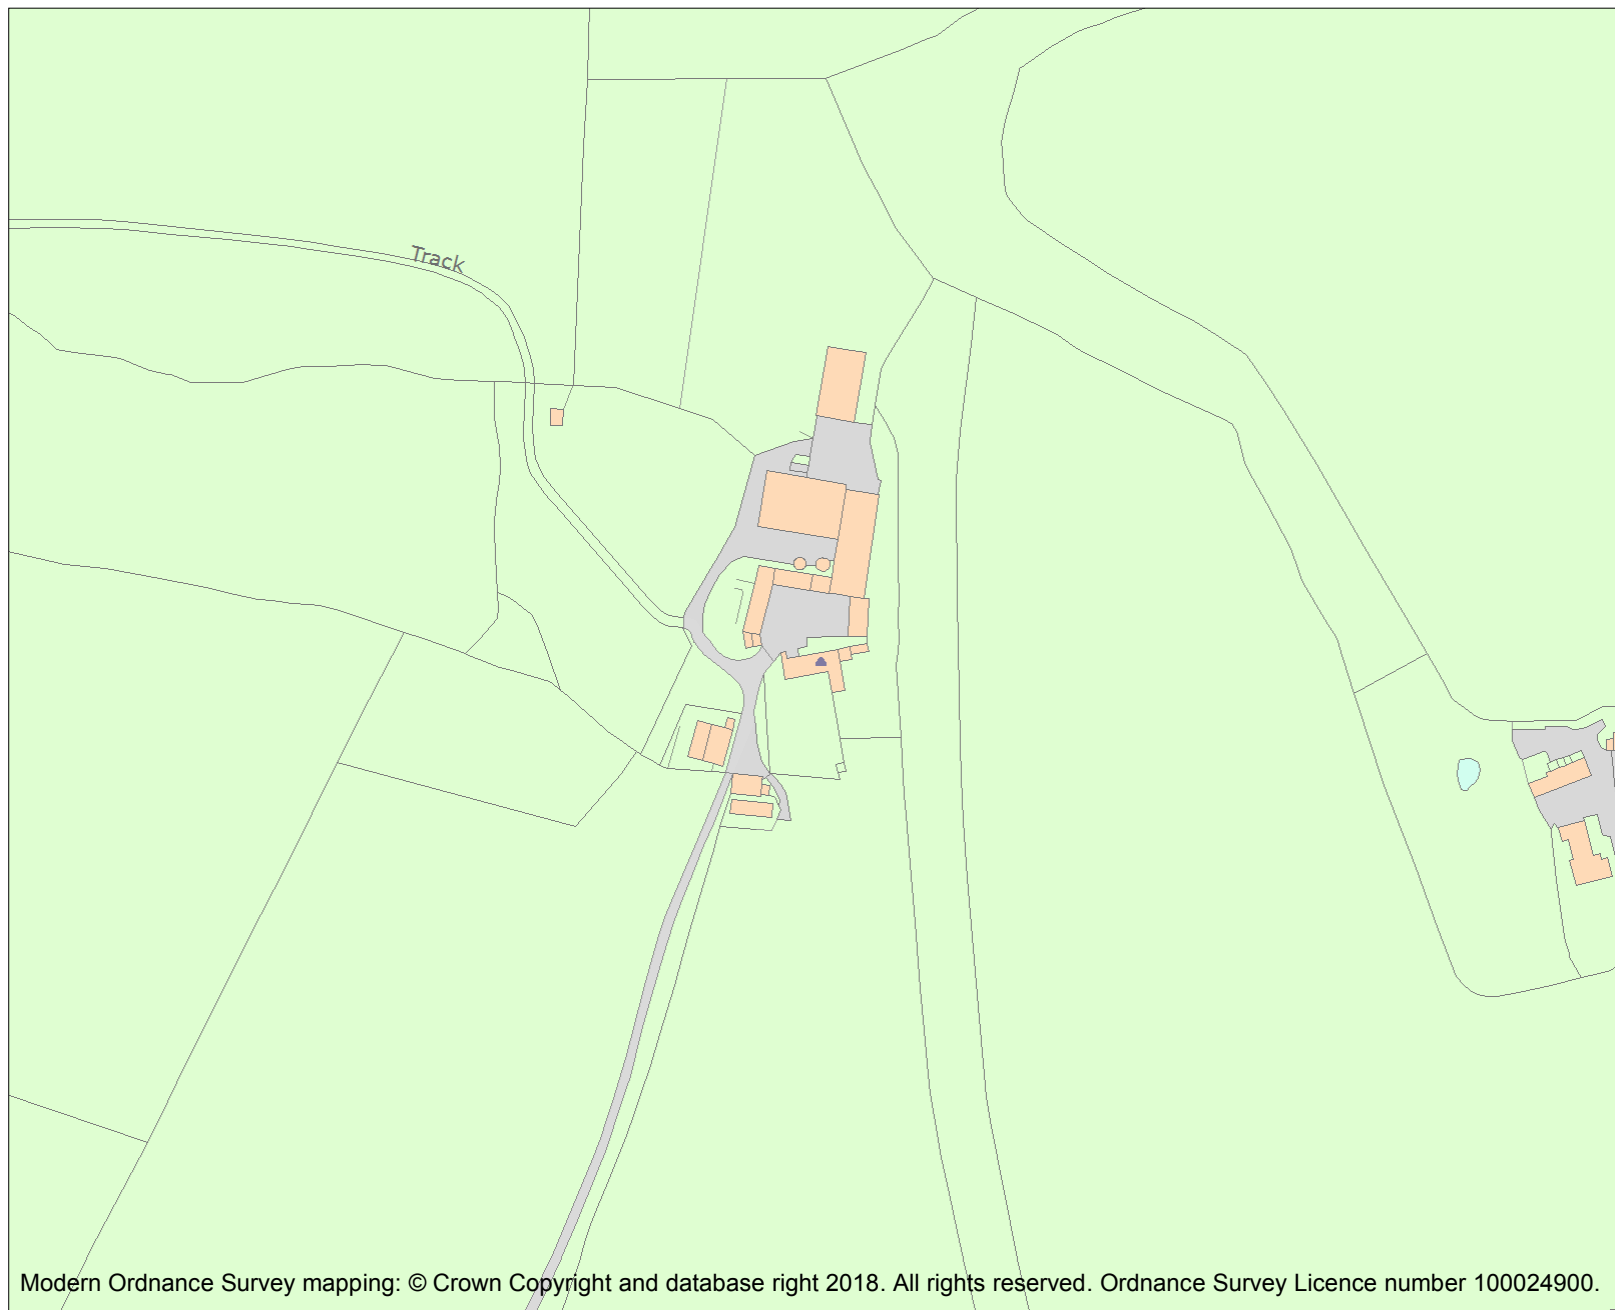 Track
Modern Ordnance Survey mapping: © Crown Copyright and database right 2018. All rights reserved. Ordnance Survey Licence number 100024900.